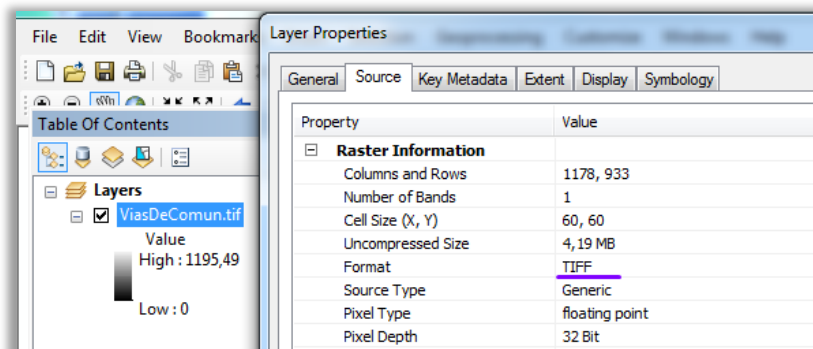 File Edit View Bookmark
Layer Properties
General Source Key Metadata Extent Display Symbology
Table Of Contents
Layers
ViasDeComun.tif
Value
High : 1195,49
Low : 0
Property Value
Raster Information
Columns and Rows 1178, 933
Number of Bands 1
Cell Size (X, Y) 60, 60
Uncompressed Size 4,19 MB
Format TIFF
Source Type Generic
Pixel Type floating point
Pixel Depth 32 Bit